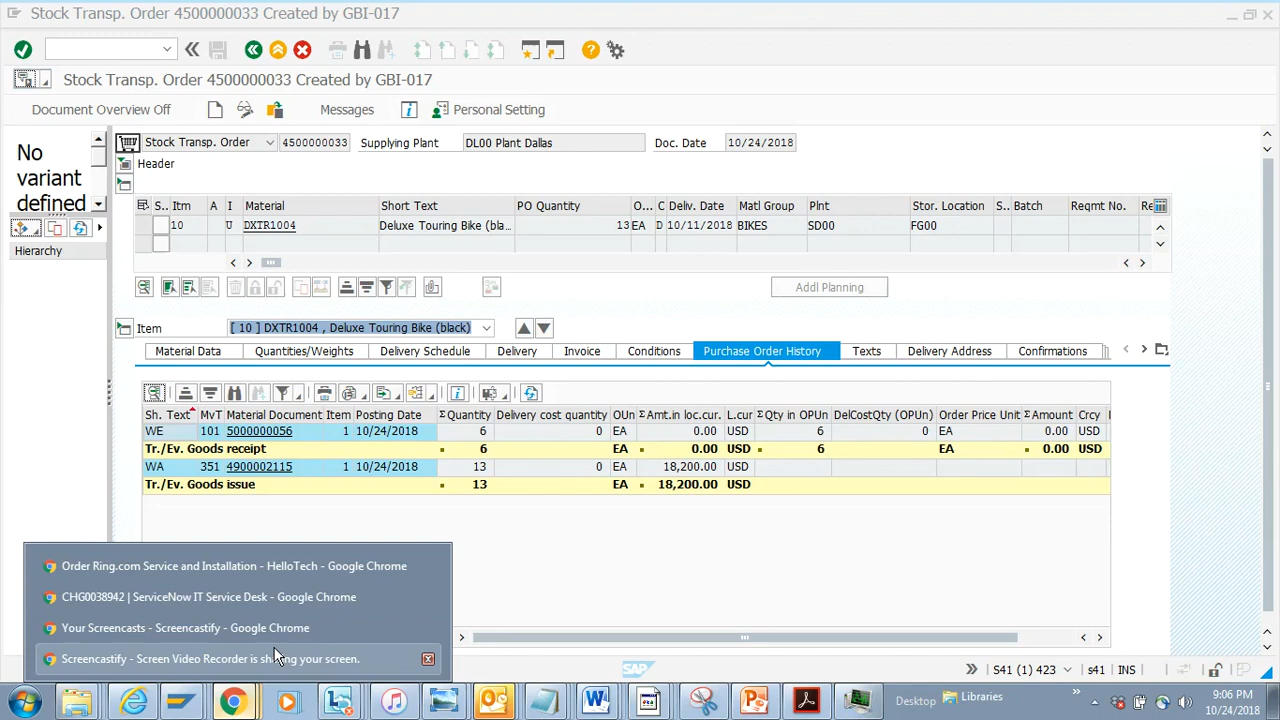 Stock Transp. Order 4500000033 Created by GBI-017
Stock Transp. Order 4500000033 Created by GBI-017
Document Overview Off
Messages
Personal Setting
No variant defined
Hierarchy
Stock Transp. Order
4500000033
Supplying Plant
DL00 Plant Dallas
Doc. Date
10/24/2018
Header
S.. Itm A I Material Short Text PO Quantity O... C Deliv. Date Matl Group Plnt Stor. Location S.. Batch Reqmt No. Re
10 U DXTR1004 Deluxe Touring Bike (bla... 13 EA D 10/11/2018 BIKES SD00 FG00
Addl Planning
Item
[ 10 ] DXTR1004 , Deluxe Touring Bike (black)
Material Data Quantities/Weights Delivery Schedule Delivery Invoice Conditions Purchase Order History Texts Delivery Address Confirmations
Sh. Text MvT Material Document Item Posting Date Σ Quantity Delivery cost quantity OUn Σ Amt.in loc.cur. L.cur Σ Qty in OPUn DelCostQty (OPUn) Order Price Unit Σ Amount Crcy
WE 101 5000000056 1 10/24/2018 6 0 EA 0.00 USD 6 0 EA 0.00 USD
Tr./Ev. Goods receipt 6 EA 0.00 USD 6 EA 0.00 USD
WA 351 4900002115 1 10/24/2018 13 0 EA 18,200.00 USD
Tr./Ev. Goods issue 13 EA 18,200.00 USD
Order Ring.com Service and Installation - HelloTech - Google Chrome
CHG0038942 | ServiceNow IT Service Desk - Google Chrome
Your Screencasts - Screencastify - Google Chrome
Screencastify - Screen Video Recorder is sharing your screen.
SAP
S41 (1) 423
s41
INS
Desktop
Libraries
9:06 PM
10/24/2018